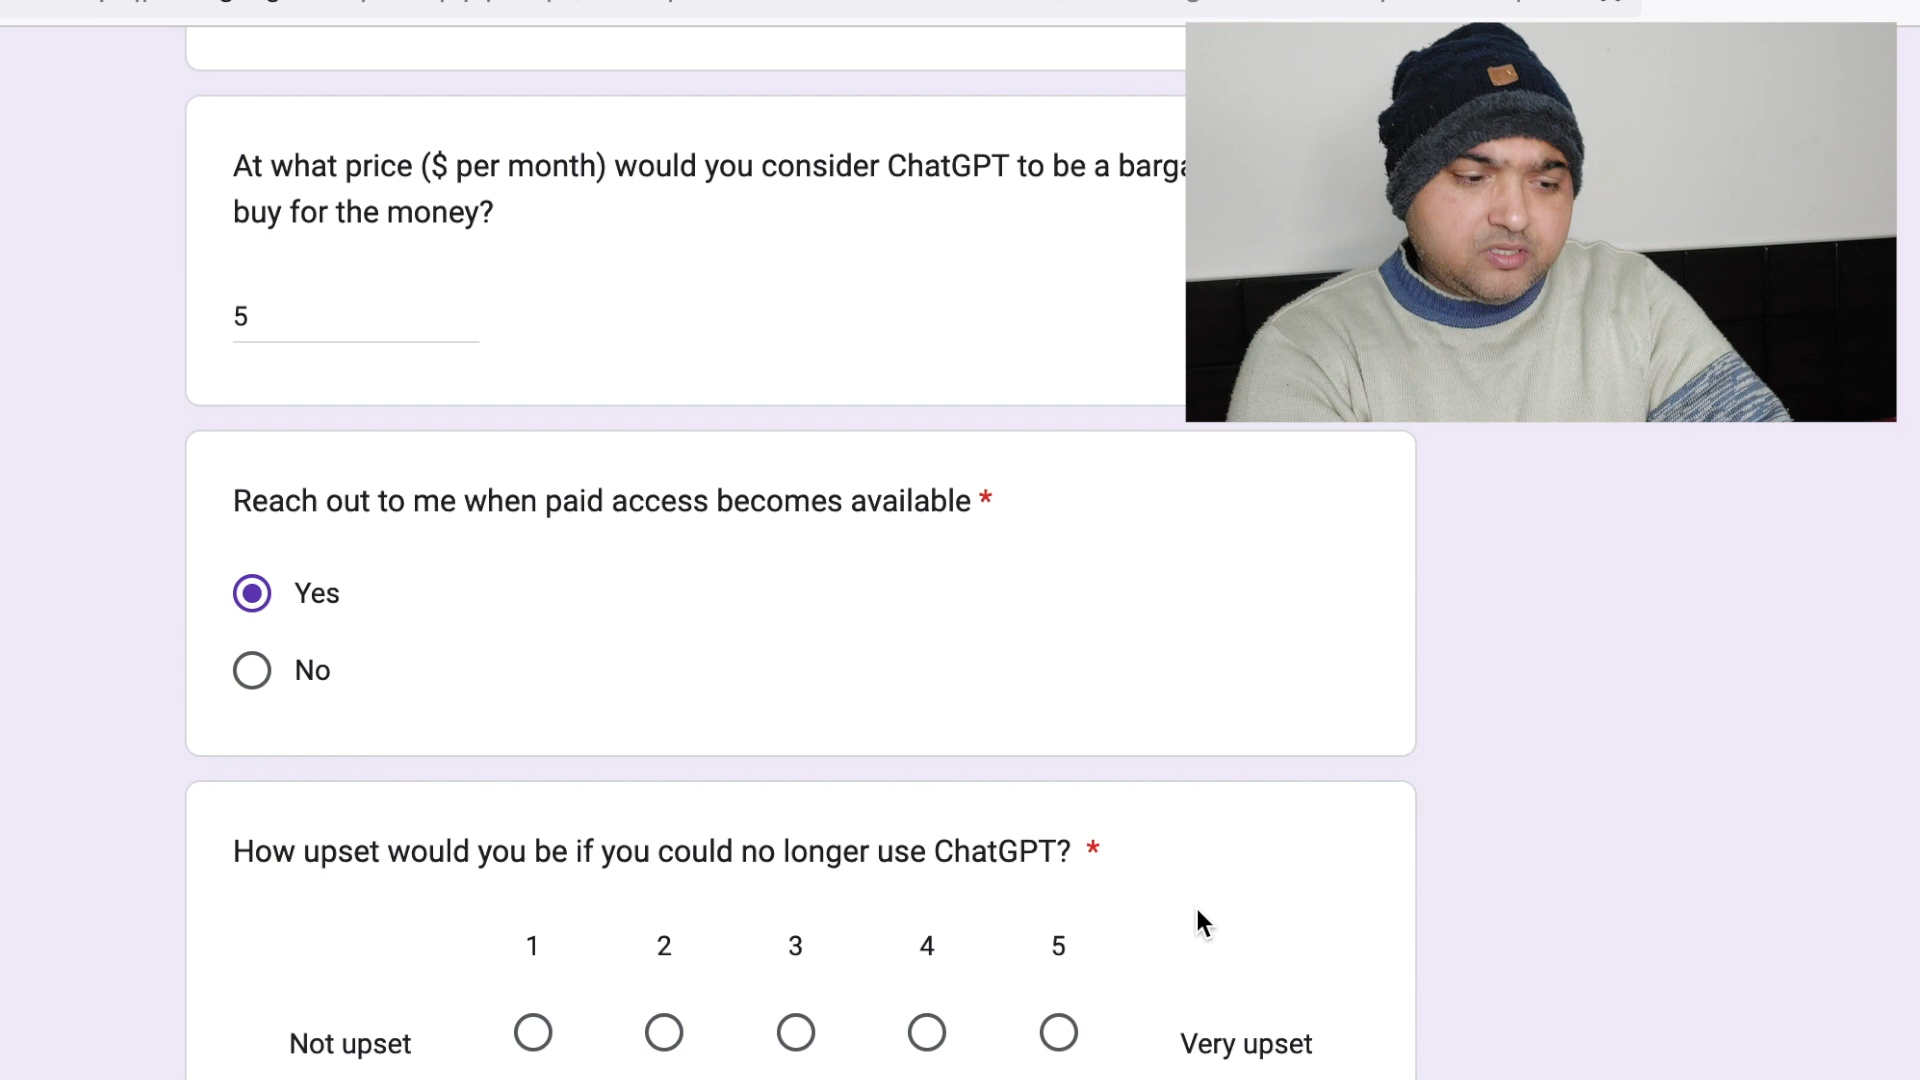 At what price ($ per month) would you consider ChatGPT to be a
buy for the money?
5
Reach out to me when paid access becomes available *
Yes
No
How upset would you be if you could no longer use ChatGPT? *
1 2 3 4 5
Not upset Very upset